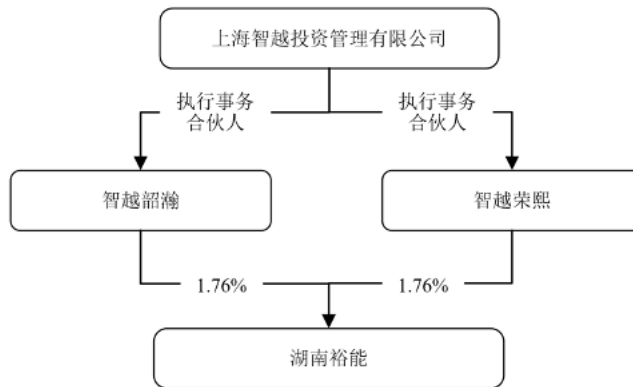 上海智越投资管理有限公司
执行事务
合伙人
执行事务
合伙人
智越韶瀚
智越荣熙
1.76%
1.76%
湖南裕能